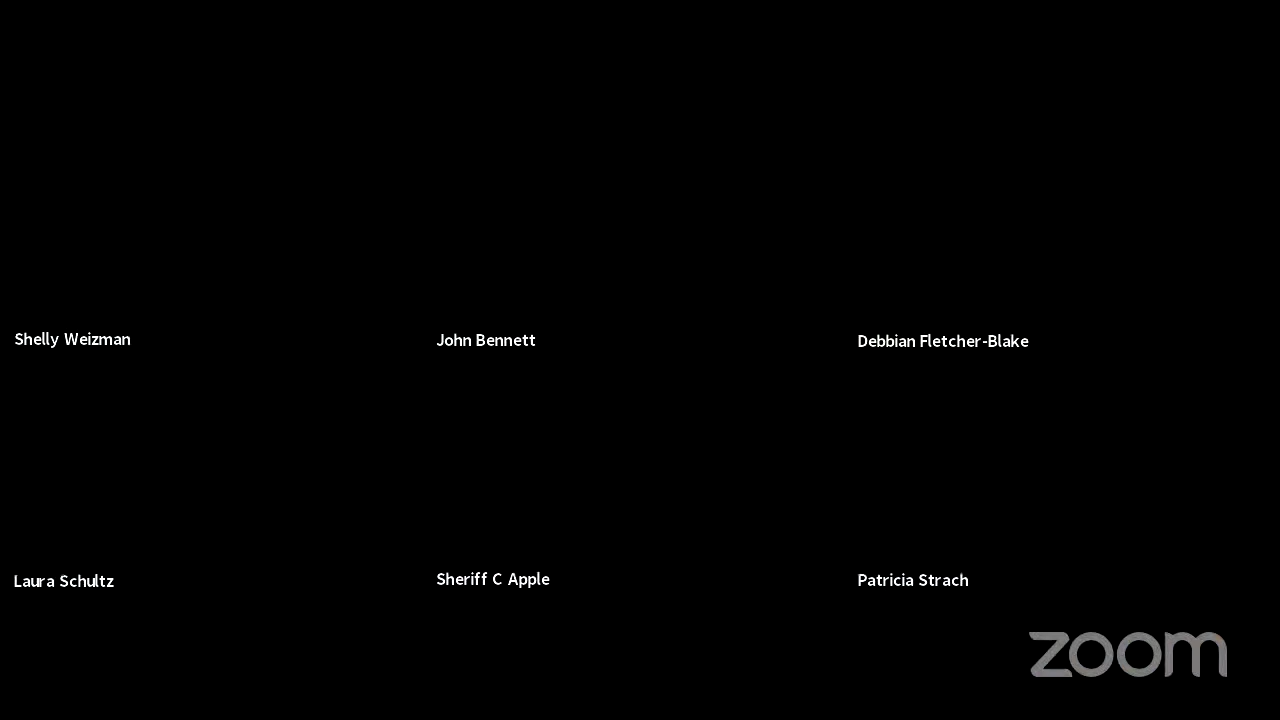 Shelly Weizman
John Bennett
Debbian Fletcher-Blake
Laura Schultz
Sheriff C Apple
Patricia Strach
zoom